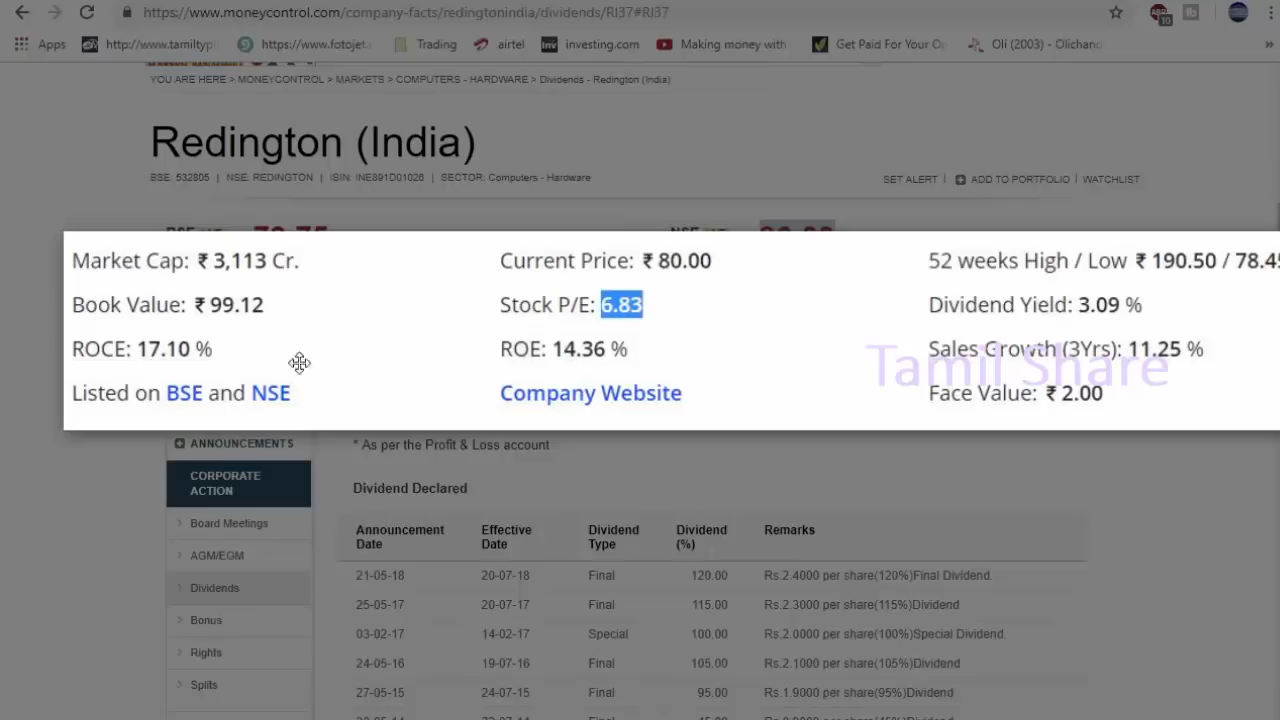 https://www.moneycontrol.com/company-facts/redingtonindia/dividends/RI37#RI37
Apps http://www.tamiltyp https://www.fotojet. Trading airtel Inv investing.com Making money with Get Paid For Your Op Oli (2003) - Olichand »
YOU ARE HERE > MONEYCONTROL > MARKETS > COMPUTERS - HARDWARE > Dividends - Redington (India)
Redington (India)
BSE: 532805 | NSE: REDINGTON | ISIN: INE891D01026 | SECTOR: Computers - Hardware
SET ALERT | ADD TO PORTFOLIO | WATCHLIST
Market Cap: ₹ 3,113 Cr. Current Price: ₹ 80.00 52 weeks High / Low ₹ 190.50 / 78.45
Book Value: ₹ 99.12 Stock P/E: 6.83 Dividend Yield: 3.09 %
ROCE: 17.10 % ROE: 14.36 % Sales Growth (3Yrs): 11.25 %
Tamil Share
Listed on BSE and NSE Company Website Face Value: ₹ 2.00
ANNOUNCEMENTS
* As per the Profit & Loss account
CORPORATE
ACTION
Dividend Declared
Board Meetings
AGM/EGM
Dividends
Bonus
Rights
Splits
Announcement Effective Dividend Dividend Remarks
Date Date Type (%)
21-05-18 20-07-18 Final 120.00 Rs.2.4000 per share(120%)Final Dividend.
25-05-17 20-07-17 Final 115.00 Rs.2.3000 per share(115%)Dividend
03-02-17 14-02-17 Special 100.00 Rs.2.0000 per share(100%)Special Dividend.
24-05-16 19-07-16 Final 105.00 Rs.2.1000 per share(105%)Dividend
27-05-15 24-07-15 Final 95.00 Rs.1.9000 per share(95%)Dividend